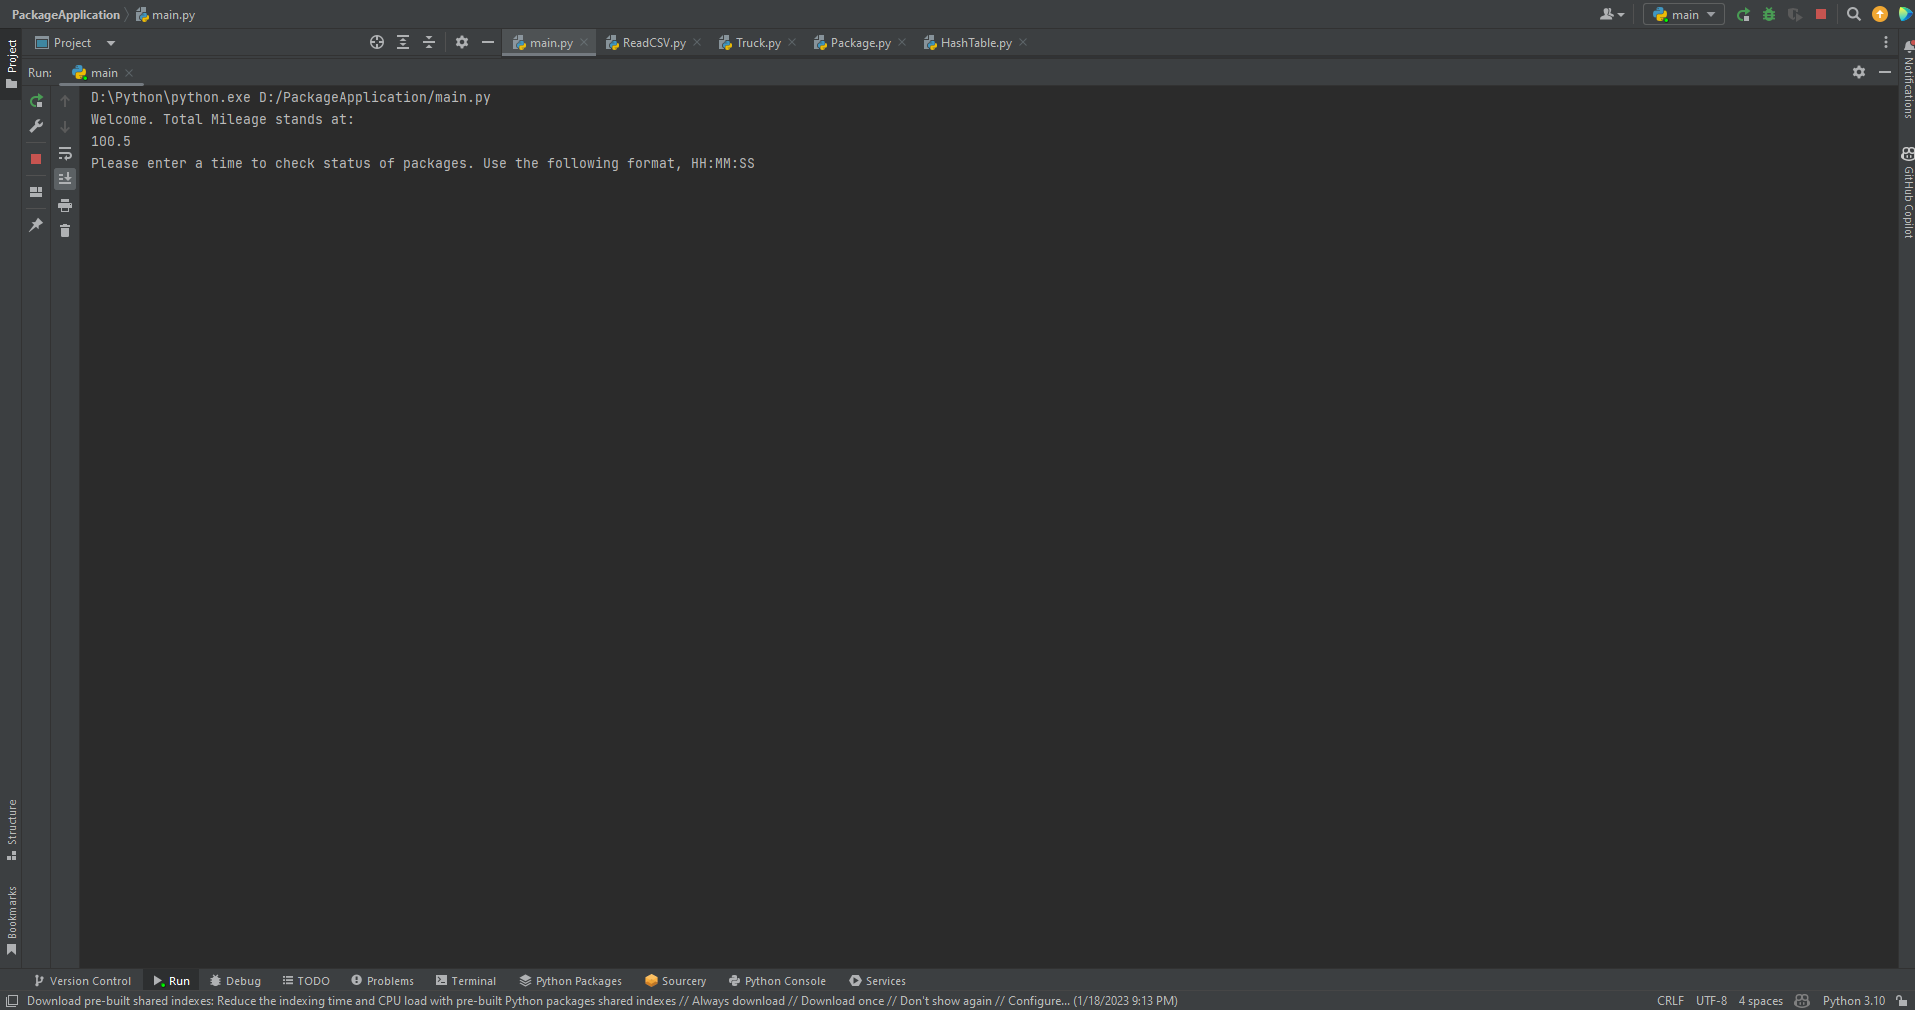 PackageApplication main.py
main
Project
main.py ReadCSV.py Truck.py Package.py HashTable.py
Run: main
D:\Python\python.exe D:/PackageApplication/main.py
Welcome. Total Mileage stands at:
100.5
Please enter a time to check status of packages. Use the following format, HH:MM:SS
Project
Structure
Bookmarks
Notifications
GitHub Copilot
Version Control Run Debug TODO Problems Terminal Python Packages Sourcery Python Console Services
Download pre-built shared indexes: Reduce the indexing time and CPU load with pre-built Python packages shared indexes // Always download // Download once // Don't show again // Configure... (1/18/2023 9:13 PM) CRLF UTF-8 4 spaces Python 3.10